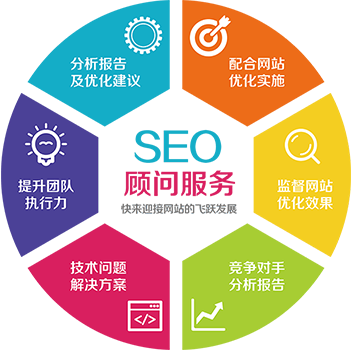 分析报告
及优化建议
配合网站
优化实施
SEO
顾问服务
快来迎接网站的飞跃发展
提升团队
执行力
监督网站
优化效果
技术问题
解决方案
竞争对手
分析报告